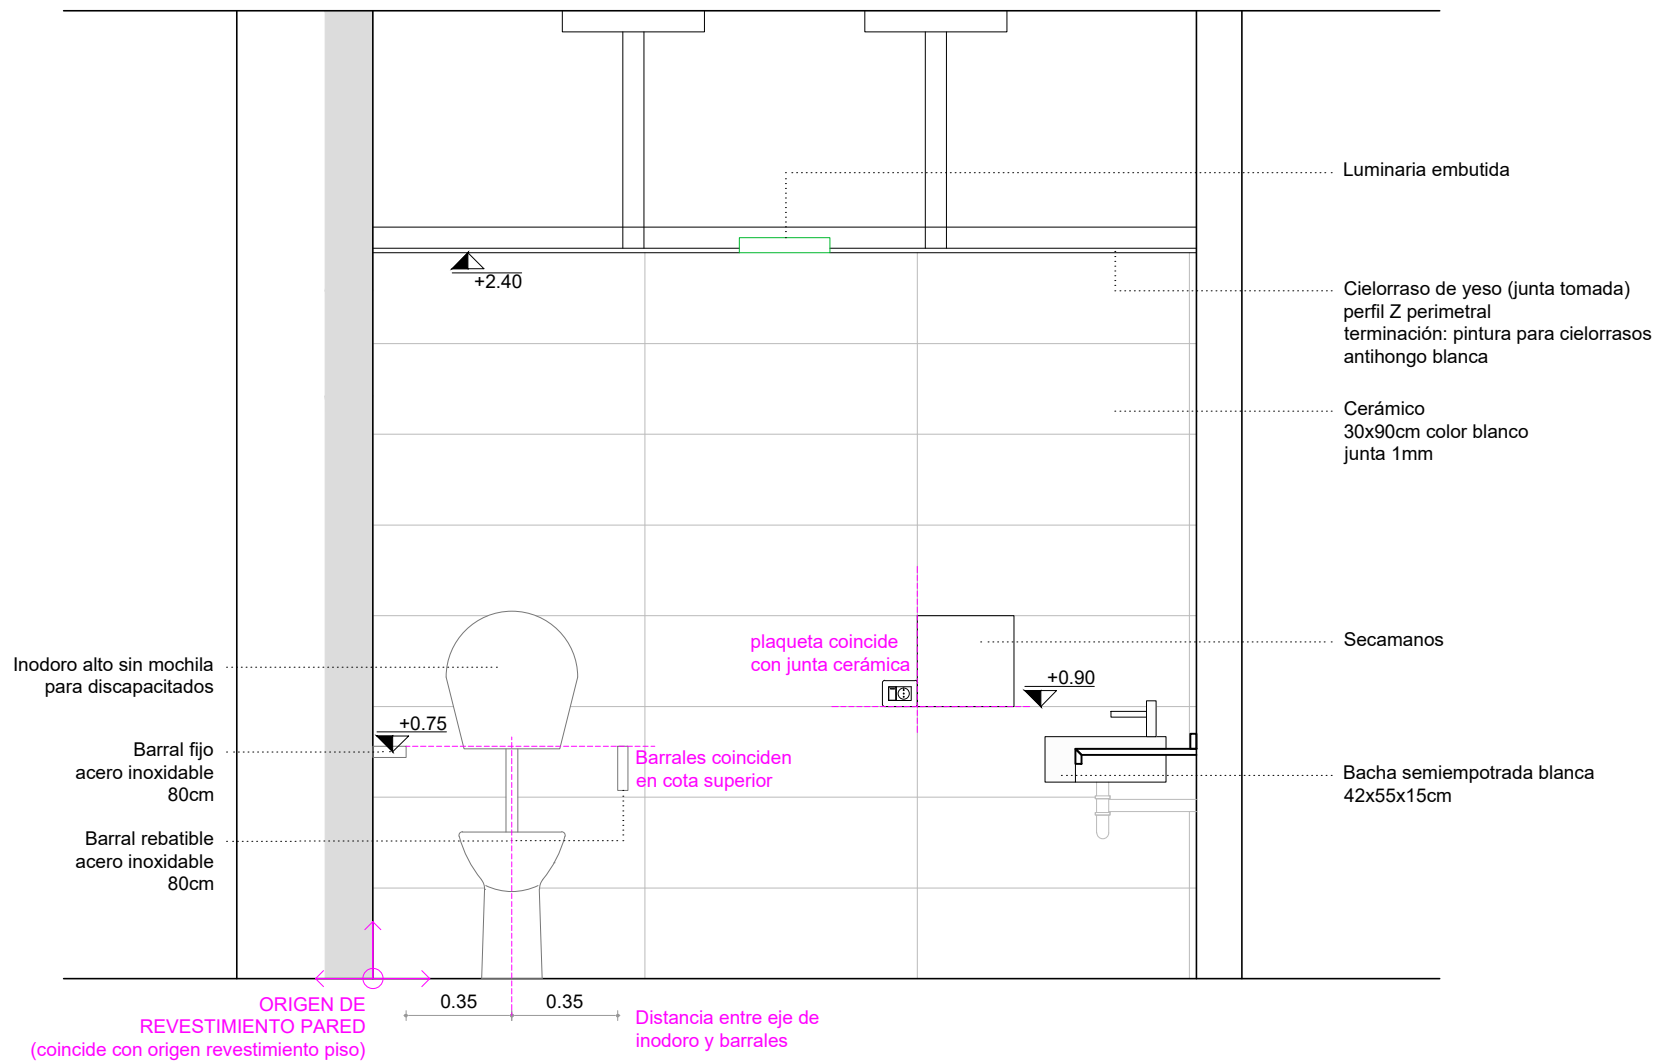 Luminaria embutida
+2.40
Cielorraso de yeso (junta tomada)
perfil Z perimetral
terminación: pintura para cielorrasos
antihongo blanca
Cerámico
30x90cm color blanco
junta 1mm
plaqueta coincide
con junta cerámica
Secamanos
Inodoro alto sin mochila
para discapacitados
+0.90
+0.75
Barral fijo
acero inoxidable
80cm
Barrales coinciden
en cota superior
Bacha semiempotrada blanca
42x55x15cm
Barral rebatible
acero inoxidable
80cm
0.35
0.35
ORIGEN DE
REVESTIMIENTO PARED
(coincide con origen revestimiento piso)
Distancia entre eje de
inodoro y barrales